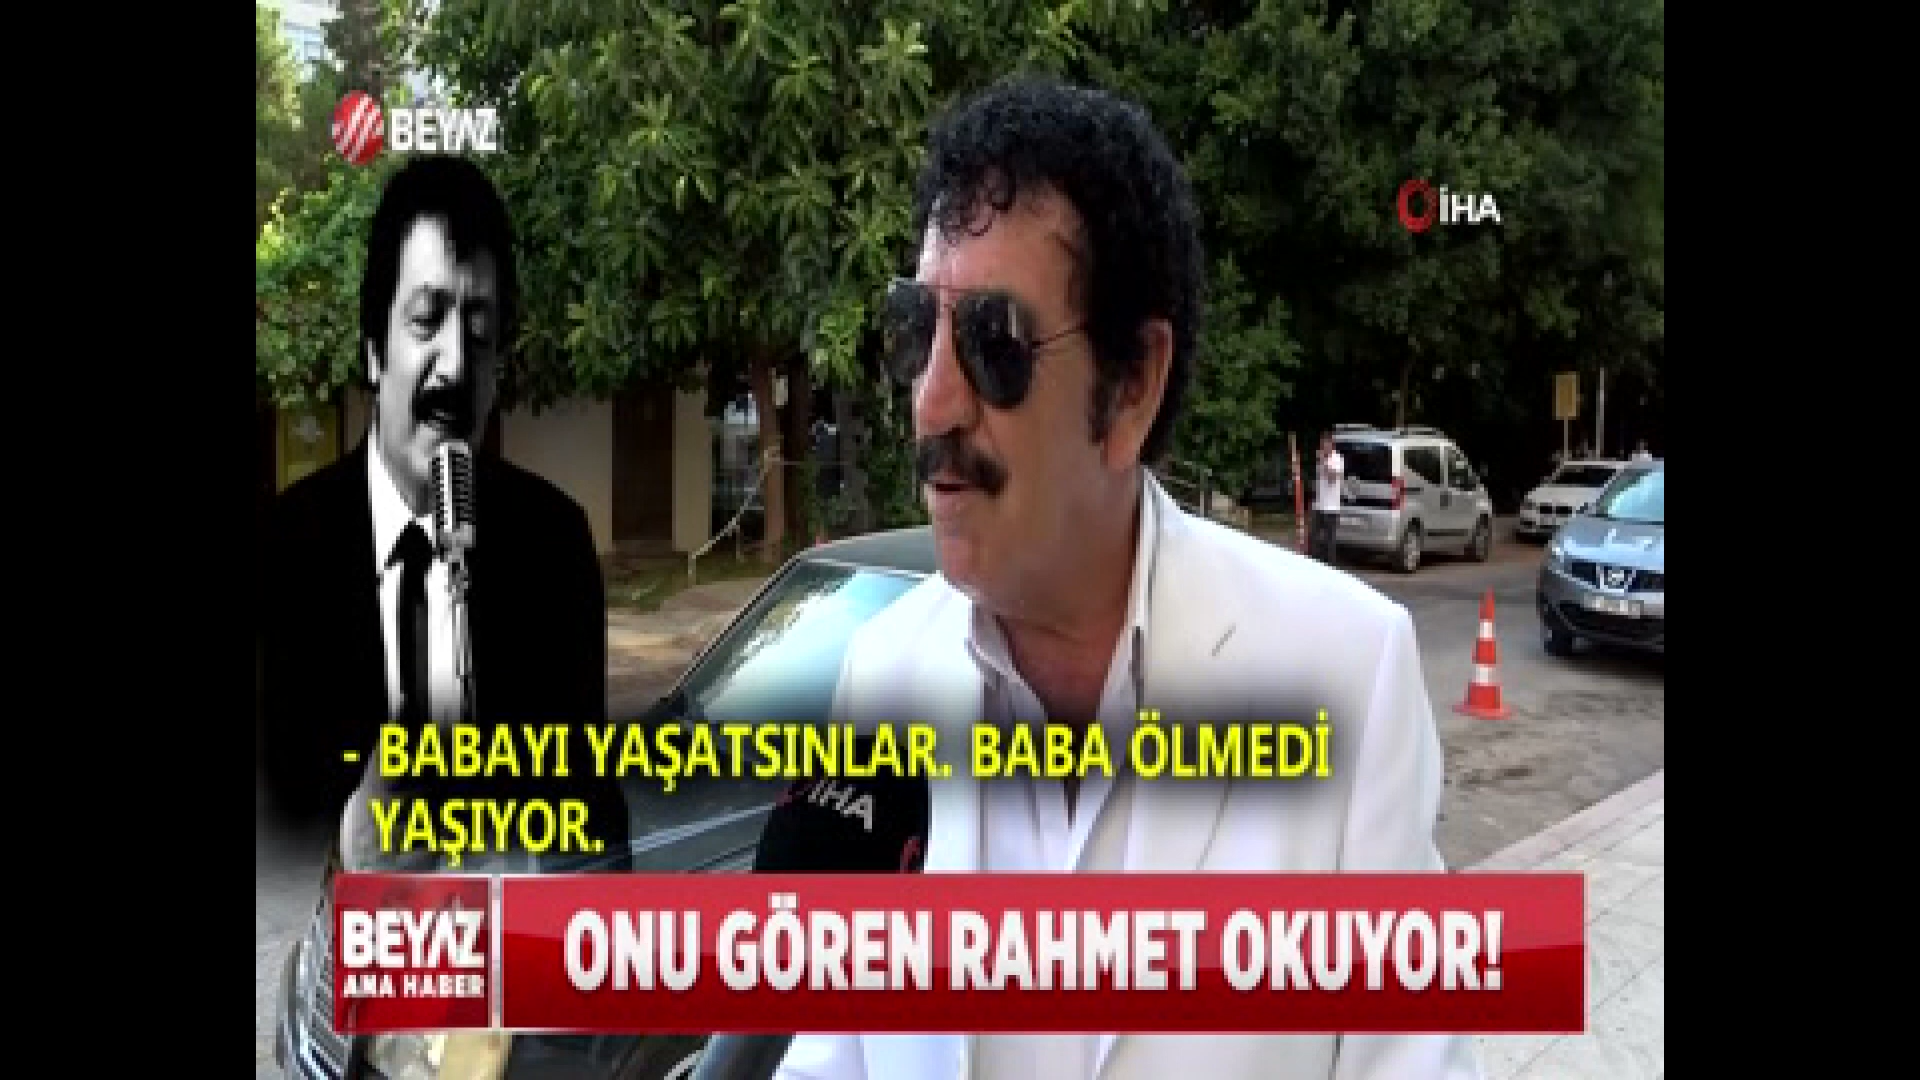 BEYAZ
İHA
- BABAYI YAŞATSINLAR. BABA ÖLMEDİ
YAŞIYOR.
İHA
BEYAZ
ANA HABER
ONU GÖREN RAHMET OKUYOR!